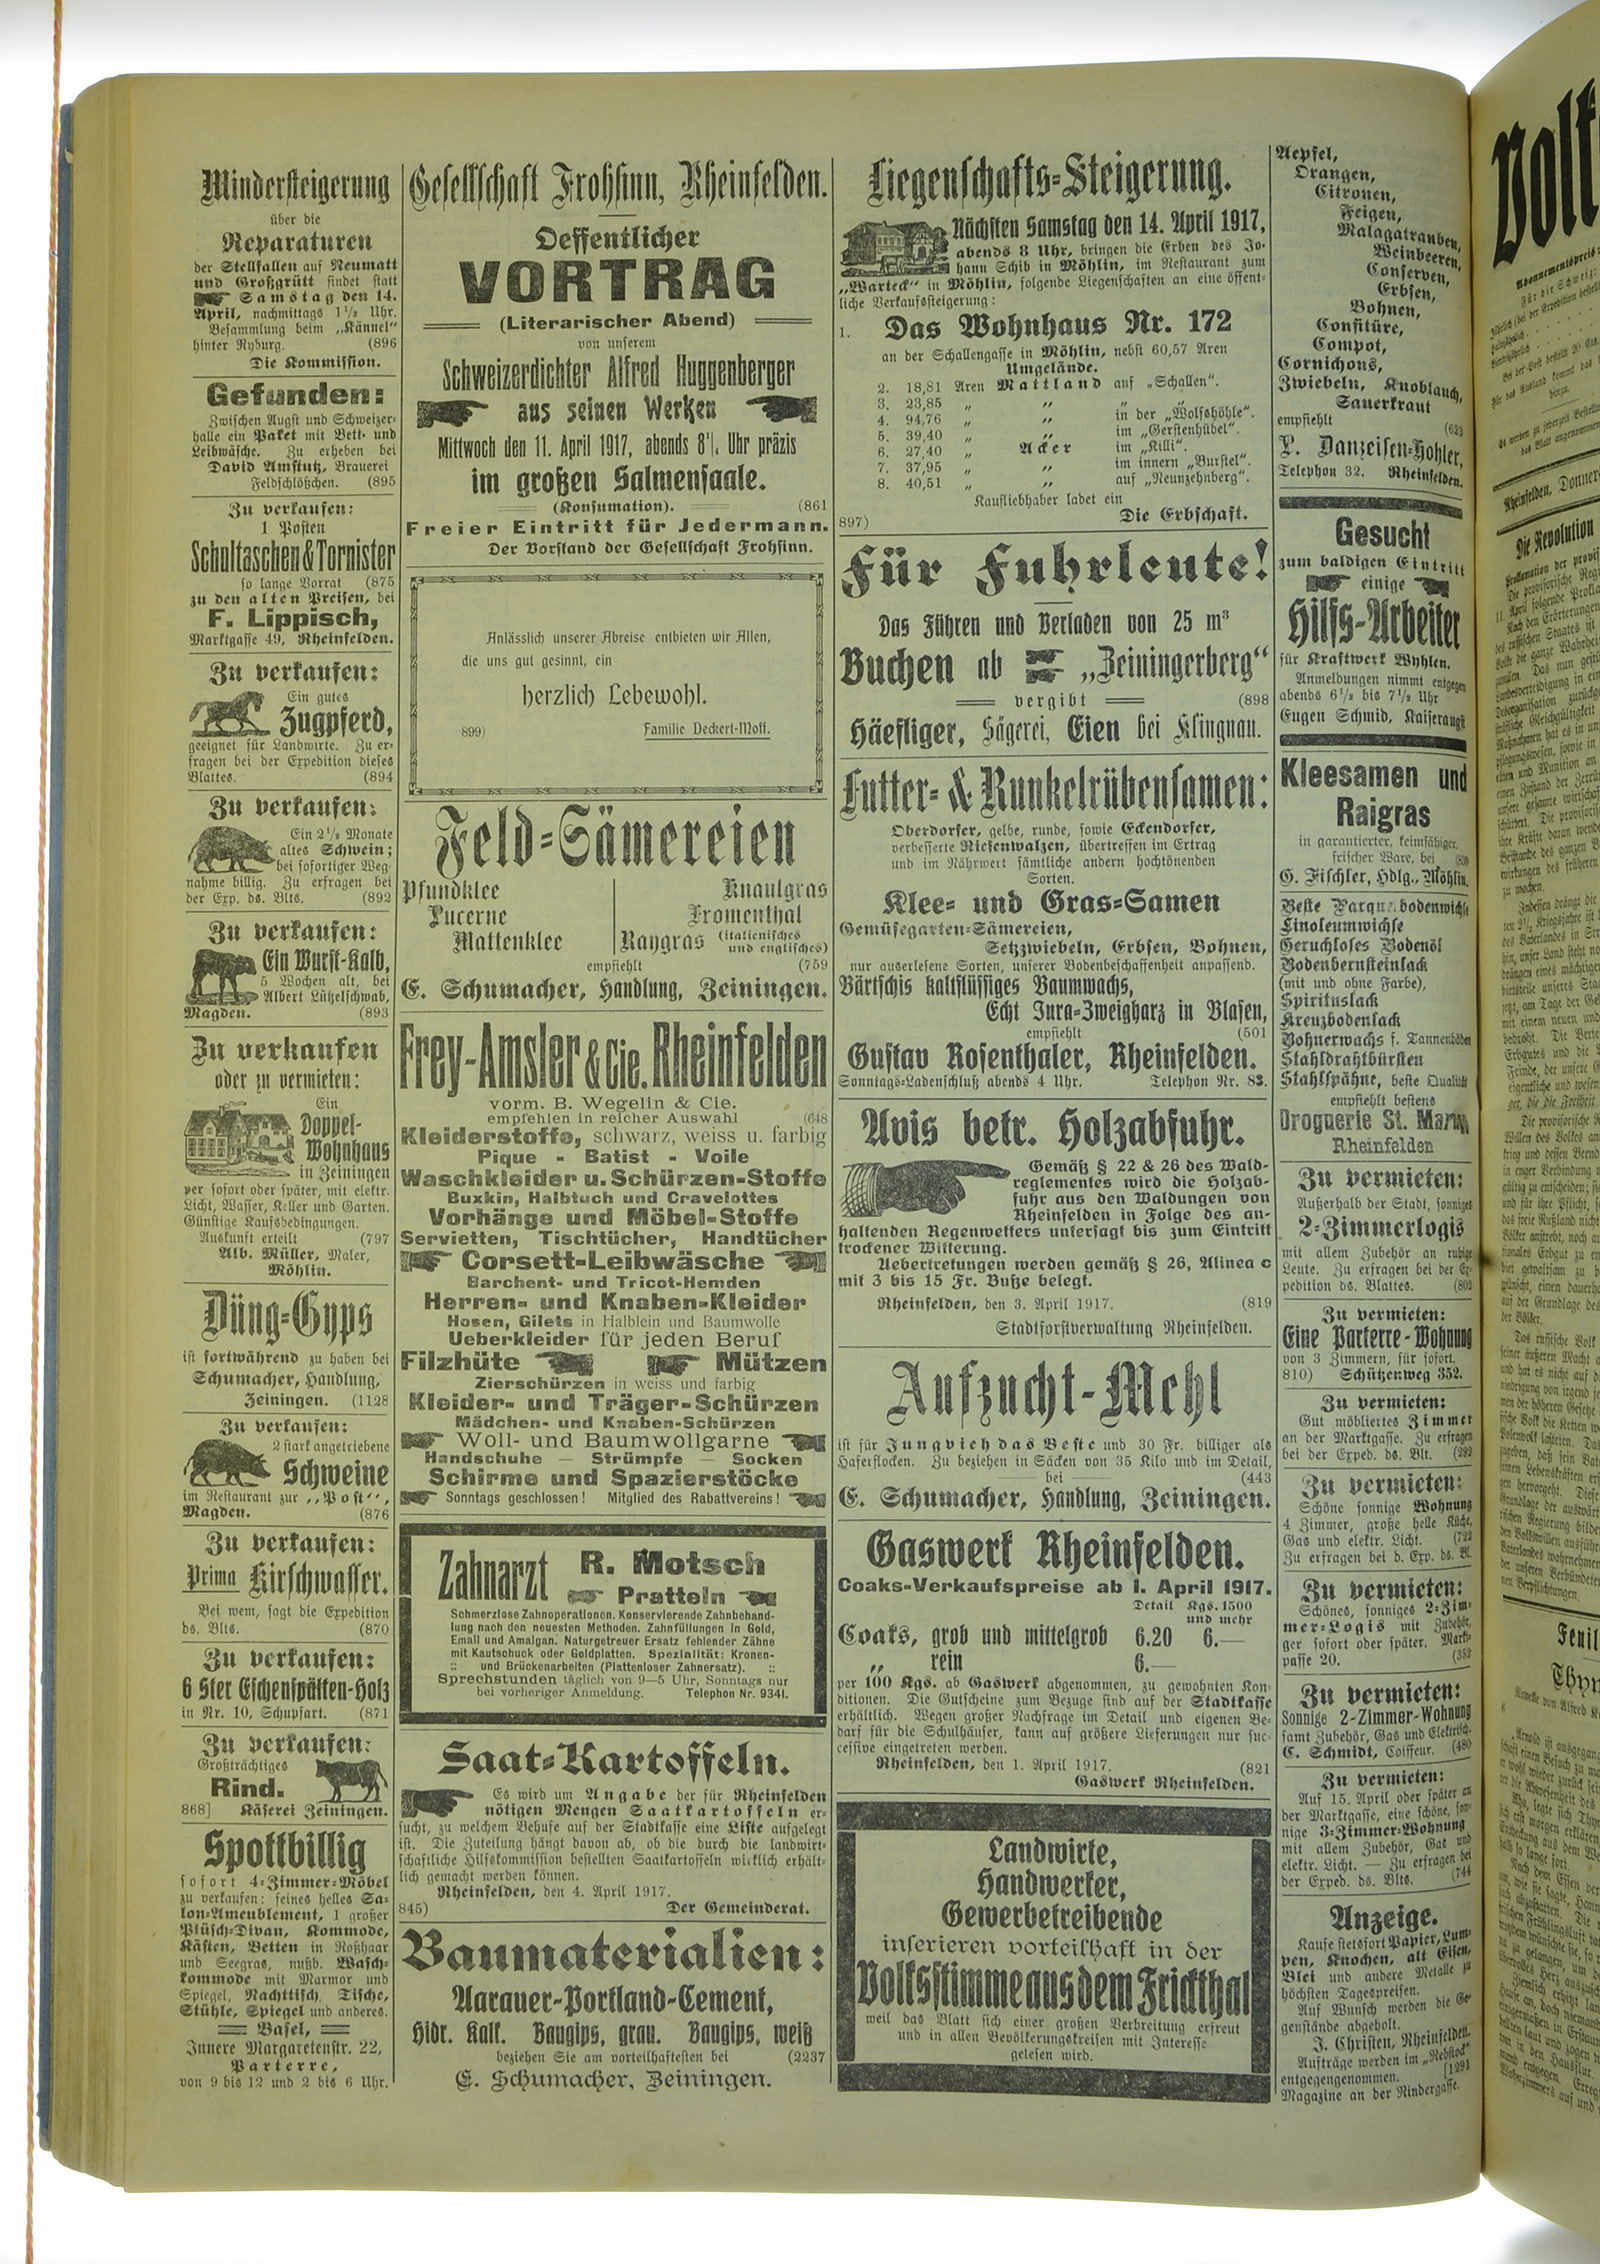 Mindersteigerung
über die
Reparaturen
der Stellfallen auf Neumatt
und Großgrütt findet statt
Samstag den 14.
April, nachmittags 1½ Uhr.
Besammlung beim „Kännel"
hinter Ryburg. (896
Die Kommission.
Gefunden:
Zwischen Augst und Schweizer-
halle ein Paket mit Bett- und
Leibwäsche. Zu erheben bei
David Amstutz, Brauerei
Feldschlößchen. (895
Zu verkaufen:
1 Posten
Schultaschen & Tornister
so lange Vorrat (875
zu den alten Preisen, bei
F. Lippisch,
Marktgasse 49, Rheinfelden.
Zu verkaufen:
Ein gutes
Zugpferd,
geeignet für Landwirte. Zu er-
fragen bei der Expedition dieses
Blattes. (894
Zu verkaufen:
Ein 2½ Monate
altes Schwein;
bei sofortiger Weg-
nahme billig. Zu erfragen bei
der Exp. ds. Blts. (892
Zu verkaufen:
Ein Wurst-Kalb,
5 Wochen alt, bei
Albert Lützelschwab,
Magden. (893
Zu verkaufen
oder zu vermieten:
Ein
Doppel-
Wohnhaus
in Zeiningen
per sofort oder später, mit elektr.
Licht, Wasser, Keller und Garten.
Günstige Kaufsbedingungen.
Auskunft erteilt (797
Alb. Müller, Maler,
Möhlin.
Düng-Gyps
ist fortwährend zu haben bei
Schumacher, Handlung,
Zeiningen. (1128
Zu verkaufen:
2 stark angetriebene
Schweine
im Restaurant zur „Post",
Magden. (876
Zu verkaufen:
Prima Kirschwasser.
Bei wem, sagt die Expedition
ds. Blts. (870
Zu verkaufen:
6 Ster Eschenspälten-Holz
in Nr. 10, Schupfart. (871
Zu verkaufen:
Großträchtiges
Rind.
868] Käserei Zeiningen.
Spottbillig
sofort 4-Zimmer-Möbel
zu verkaufen: feines helles Sa-
lon-Ameublement, 1 großer
Plüsch-Divan, Kommode,
Kästen, Betten in Roßhaar
und Seegras, nußb. Wasch-
kommode mit Marmor und
Spiegel, Nachttisch, Tische,
Stühle, Spiegel und anderes.
Basel,
Innere Margaretenstr. 22,
Parterre,
von 9 bis 12 und 2 bis 6 Uhr.
Gesellschaft Frohsinn, Rheinfelden.
Oeffentlicher
VORTRAG
(Literarischer Abend)
von unserem
Schweizerdichter Alfred Huggenberger
aus seinen Werken
Mittwoch den 11. April 1917, abends 8¼ Uhr präzis
im großen Salmensaale.
(Konsumation). (861
Freier Eintritt für Jedermann.
Der Vorstand der Gesellschaft Frohsinn.
Anlässlich unserer Abreise entbieten wir Allen,
die uns gut gesinnt, ein
herzlich Lebewohl.
899) Familie Deckert-Moff.
Feld-Sämereien
Pfundklee
Luzerne
Mattenklee
Knaulgras
Fromenthal
Raygras (italienisches und englisches)
empfiehlt (759
E. Schumacher, Handlung, Zeiningen.
Frey-Amsler & Cie. Rheinfelden
vorm. B. Wegelin & Cie.
empfehlen in reicher Auswahl (648
Kleiderstoffe, schwarz, weiss u. farbig
Pique - Batist - Voile
Waschkleider u. Schürzen-Stoffe
Buxkin, Halbtuch und Cravelottes
Vorhänge und Möbel-Stoffe
Servietten, Tischtücher, Handtücher
Corsett-Leibwäsche
Barchent- und Tricot-Hemden
Herren- und Knaben-Kleider
Hosen, Gilets in Halblein und Baumwolle
Ueberkleider für jeden Beruf
Filzhüte Mützen
Zierschürzen in weiss und farbig
Kleider- und Träger-Schürzen
Mädchen- und Knaben-Schürzen
Woll- und Baumwollgarne
Handschuhe — Strümpfe — Socken
Schirme und Spazierstöcke
Sonntags geschlossen! Mitglied des Rabattvereins!
Zahnarzt R. Motsch
Pratteln
Schmerzlose Zahnoperationen. Konservierende Zahnbehand-
lung nach den neuesten Methoden. Zahnfüllungen in Gold,
Email und Amalgan. Naturgetreuer Ersatz fehlender Zähne
mit Kautschuck oder Goldplatten. Spezialität: Kronen-
:: und Brückenarbeiten (Plattenloser Zahnersatz). ::
Sprechstunden täglich von 9—5 Uhr, Sonntags nur
bei vorheriger Anmeldung. Telephon Nr. 9341.
Saat-Kartoffeln.
Es wird um Angabe der für Rheinfelden
nötigen Mengen Saatkartoffeln er-
sucht, zu welchem Behufe auf der Stadtkasse eine Liste aufgelegt
ist. Die Zuteilung hängt davon ab, ob die durch die landwirt-
schaftliche Hilfskommission bestellten Saatkartoffeln wirklich erhält-
lich gemacht werden können.
Rheinfelden, den 4. April 1917.
845) Der Gemeinderat.
Baumaterialien:
Aarauer-Portland-Cement,
Hidr. Kalk. Baugips, grau. Baugips, weiß
beziehen Sie am vorteilhaftesten bei (2237
E. Schumacher, Zeiningen.
Liegenschafts-Steigerung.
Nächsten Samstag den 14. April 1917,
abends 8 Uhr, bringen die Erben des Jo-
hann Schib in Möhlin, im Restaurant zum
„Warteck" in Möhlin, folgende Liegenschaften an eine öffent-
liche Verkaufssteigerung:
1. Das Wohnhaus Nr. 172
an der Schallengasse in Möhlin, nebst 60,57 Aren
Umgelände.
2. 18,81 Aren Mattland auf „Schallen".
3. 23,85 „ „ „ „
4. 94,76 „ „ in der „Wolfshöhle".
5. 39,40 „ „ im „Gerstenhübel".
6. 27,40 „ Acker im „Killi".
7. 37,95 „ „ im innern „Burstel".
8. 40,51 „ „ auf „Neunzehnberg".
Kaufliebhaber ladet ein
897) Die Erbschaft.
Für Fuhrleute!
Das Führen und Verladen von 25 m³
Buchen ab „Zeiningerberg"
vergibt (898
Häefliger, Sägerei, Eien bei Klingnau.
Futter- & Runkelrübensamen:
Oberdorfer, gelbe, runde, sowie Eckendorfer,
verbesserte Riesenwalzen, übertreffen im Ertrag
und im Nährwert sämtliche andern hochtönenden
Sorten.
Klee- und Gras-Samen
Gemüsegarten-Sämereien,
Setzzwiebeln, Erbsen, Bohnen,
nur auserlesene Sorten, unserer Bodenbeschaffenheit anpassend.
Bärtschis kaltflüssiges Baumwachs,
Echt Jura-Zweigharz in Blasen,
empfiehlt (501
Gustav Rosenthaler, Rheinfelden.
Sonntags-Ladenschluß abends 4 Uhr. Telephon Nr. 83.
Avis betr. Holzabfuhr.
Gemäß § 22 & 26 des Wald-
reglementes wird die Holzab-
fuhr aus den Waldungen von
Rheinfelden in Folge des an-
haltenden Regenwetters untersagt bis zum Eintritt
trockener Witterung.
Uebertretungen werden gemäß § 26, Alinea c
mit 3 bis 15 Fr. Buße belegt.
Rheinfelden, den 3. April 1917. (819
Stadtforstverwaltung Rheinfelden.
Aufzucht-Mehl
ist für Jungvieh das Beste und 30 Fr. billiger als
Haferflocken. Zu beziehen in Säcken von 35 Kilo und im Detail,
bei (443
E. Schumacher, Handlung, Zeiningen.
Gaswerk Rheinfelden.
Coaks-Verkaufspreise ab 1. April 1917.
Detail Kgs. 1500
und mehr
Coaks, grob und mittelgrob 6.20 6.—
„ rein 6.—
per 100 Kgs. ab Gaswerk abgenommen, zu gewohnten Kon-
ditionen. Die Gutscheine zum Bezuge sind auf der Stadtkasse
erhältlich. Wegen großer Nachfrage im Detail und eigenen Be-
darf für die Schulhäuser, kann auf größere Lieferungen nur suc-
cessive eingetreten werden.
Rheinfelden, den 1. April 1917. (821
Gaswerk Rheinfelden.
Landwirte,
Handwerker,
Gewerbetreibende
inserieren vorteilhaft in der
Volksstimme aus dem Fricktal
weil das Blatt sich einer großen Verbreitung erfreut
und in allen Bevölkerungskreisen mit Interesse
gelesen wird.
Aepfel,
Orangen,
Citronen,
Feigen,
Malagatrauben,
Weinbeeren,
Conserven,
Erbsen,
Bohnen,
Confitüre,
Compot,
Cornichons,
Zwiebeln, Knoblauch,
Sauerkraut
empfiehlt (623
L. Danzeisen-Hohler,
Telephon 32. Rheinfelden.
Gesucht
zum baldigen Eintritt
einige
Hilfs-Arbeiter
für Kraftwerk Wyhlen.
Anmeldungen nimmt entgegen
abends 6½ bis 7½ Uhr
Eugen Schmid, Kaiseraugst
Kleesamen und
Raigras
in garantierter, keimfähiger,
frischer Ware, bei
G. Fischler, Hdlg., Möhlin.
Beste Parquetbodenwichse
Linoleumwichse
Geruchloses Bodenöl
Bodenbernsteinlack
(mit und ohne Farbe),
Spirituslack
Kreuzbodenlack
Bohnerwachs f. Tannenböden
Stahldrahtbürsten
Stahlspähne, beste Qualität
empfiehlt bestens
Droguerie St. Martin
Rheinfelden
Zu vermieten:
Außerhalb der Stadt, sonniges
2-Zimmerlogis
mit allem Zubehör an ruhige
Leute. Zu erfragen bei der Ex-
pedition ds. Blattes. (802
Zu vermieten:
Eine Parterre-Wohnung
von 3 Zimmern, für sofort.
810) Schützenweg 352.
Zu vermieten:
Gut möbliertes Zimmer
an der Marktgasse. Zu erfragen
bei der Exped. ds. Blt. (292
Zu vermieten:
Schöne sonnige Wohnung
4 Zimmer, große helle Küche,
Gas und elektr. Licht. (722
Zu erfragen bei d. Exp. ds. Bl.
Zu vermieten:
Schönes, sonniges 2-Zim-
mer-Logis mit Zubehör,
ger sofort oder später. Markt-
gasse 20. (352
Zu vermieten:
Sonnige 2-Zimmer-Wohnung
samt Zubehör, Gas und Elektrisch.
C. Schmidt, Coiffeur. (480
Zu vermieten:
Auf 15. April oder später an
der Marktgasse, eine schöne, son-
nige 3-Zimmer-Wohnung
mit allem Zubehör, Gas und
elektr. Licht. — Zu erfragen bei
der Exped. ds. Blts. (744
Anzeige.
Kaufe stetsfort Papier, Lum-
pen, Knochen, alt Eisen,
Blei und andere Metalle zu
höchsten Tagespreisen.
Auf Wunsch werden die Ge-
genstände abgeholt.
J. Christen, Rheinfelden.
Aufträge werden im „Rebstock"
entgegengenommen. [1291
Magazine an der Rindergasse.
Rheinfelden, Donners
Die Revolution